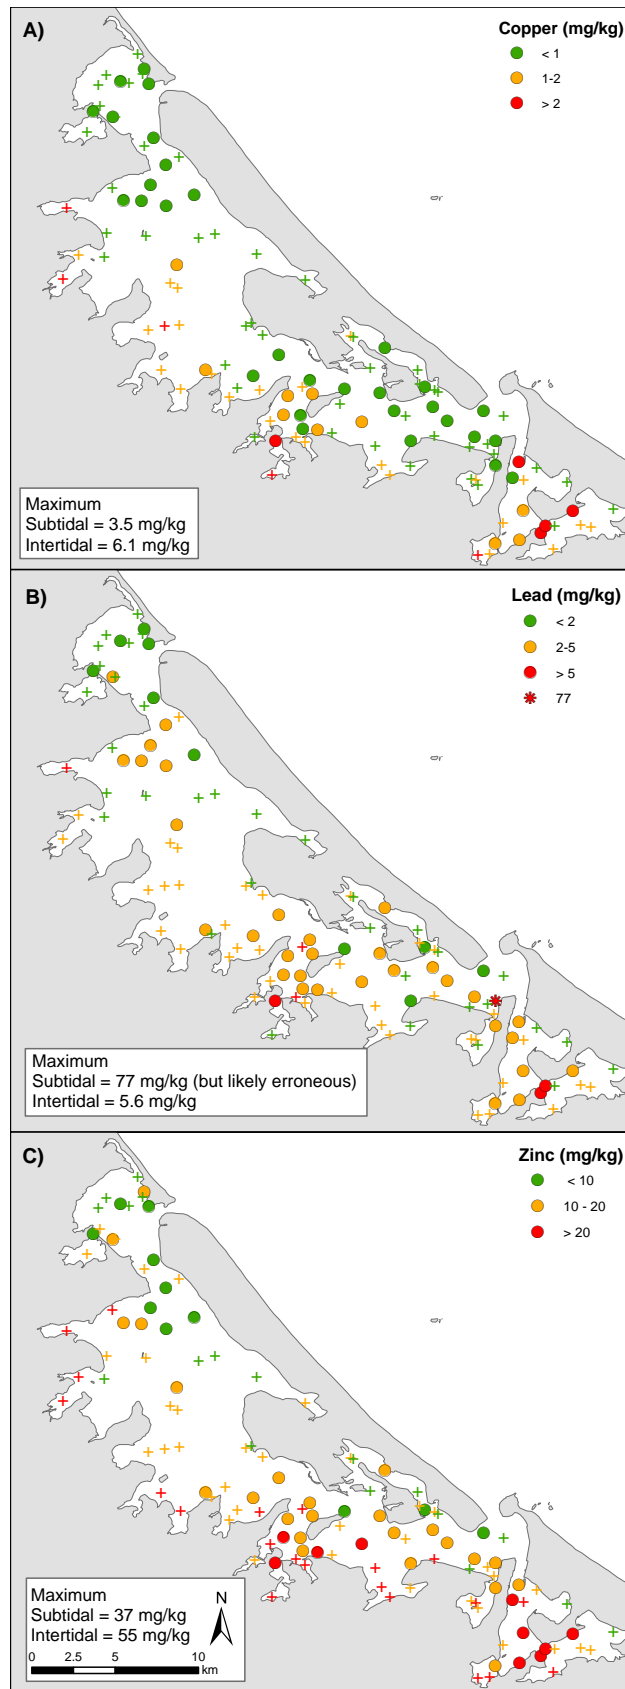 A)
Copper (mg/kg)
< 1
1-2
> 2
Maximum
Subtidal = 3.5 mg/kg
Intertidal = 6.1 mg/kg
B)
Lead (mg/kg)
< 2
2-5
> 5
77
Maximum
Subtidal = 77 mg/kg (but likely erroneous)
Intertidal = 5.6 mg/kg
C)
Zinc (mg/kg)
< 10
10 - 20
> 20
Maximum
Subtidal = 37 mg/kg
Intertidal = 55 mg/kg
N
0 2.5 5 10
km